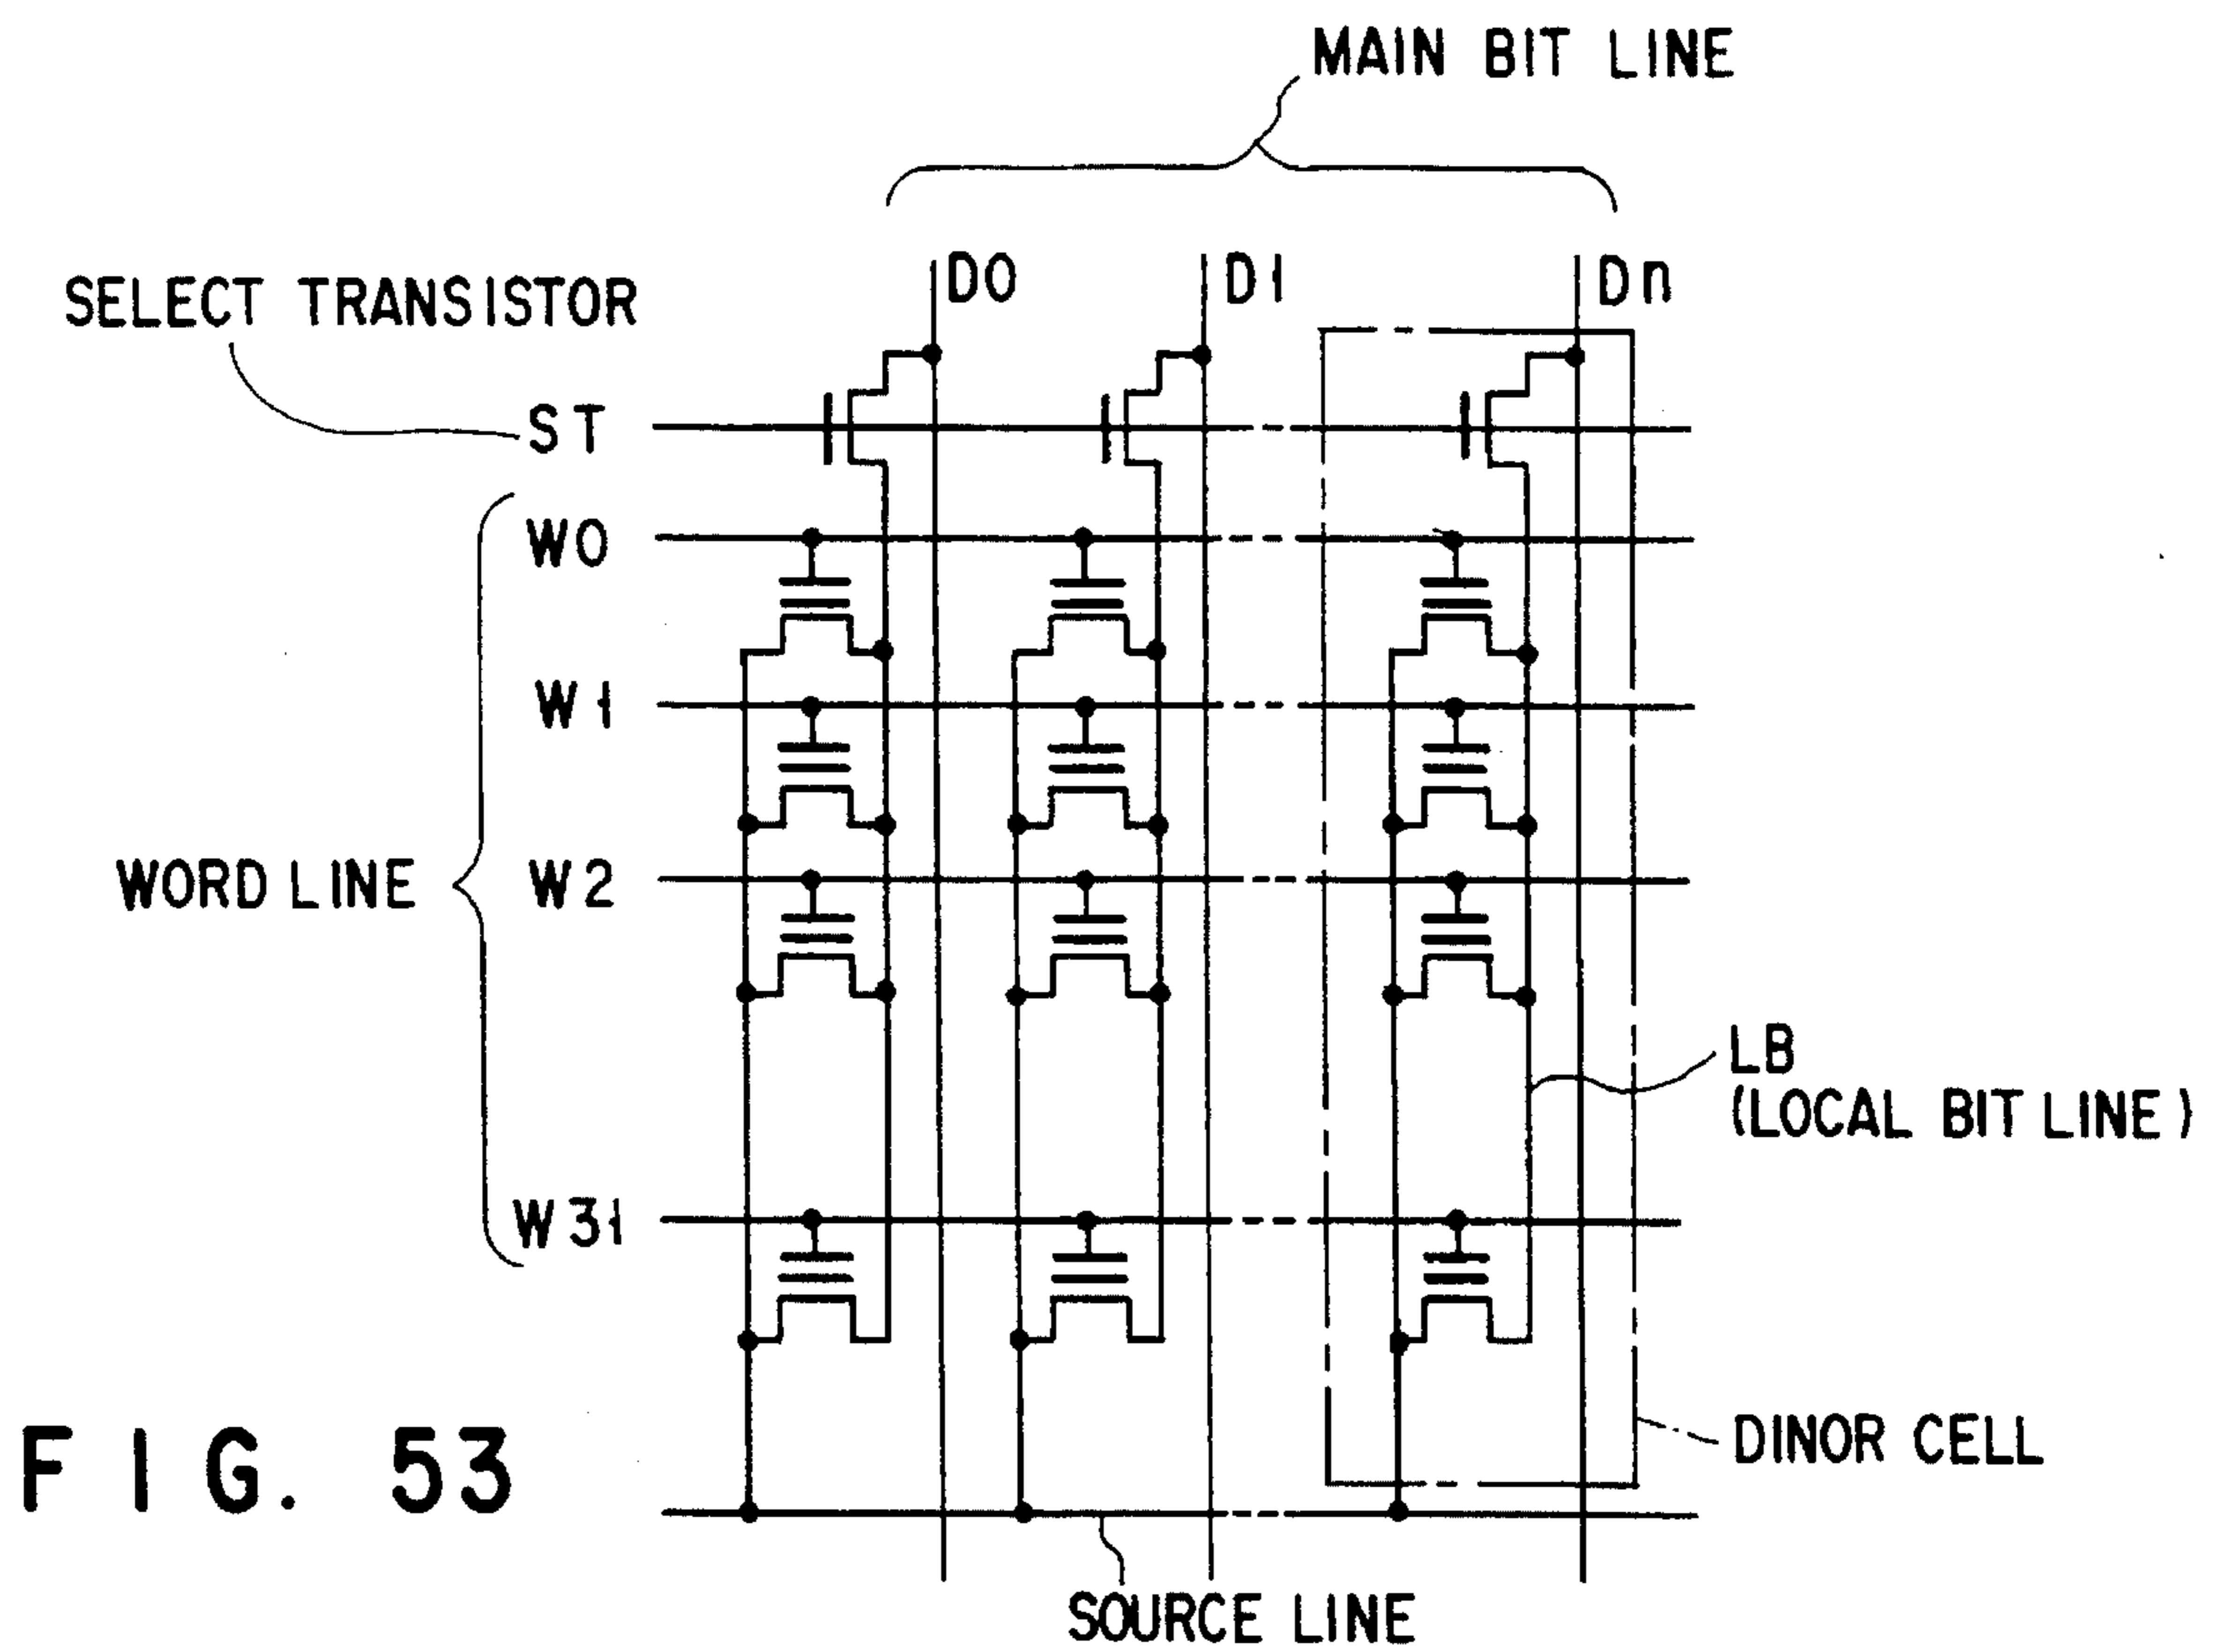 MAIN BIT LINE
D0 D1 Dn
SELECT TRANSISTOR
ST
W0
W1
WORD LINE W2
LB
(LOCAL BIT LINE)
W31
DINOR CELL
FIG. 53
SOURCE LINE